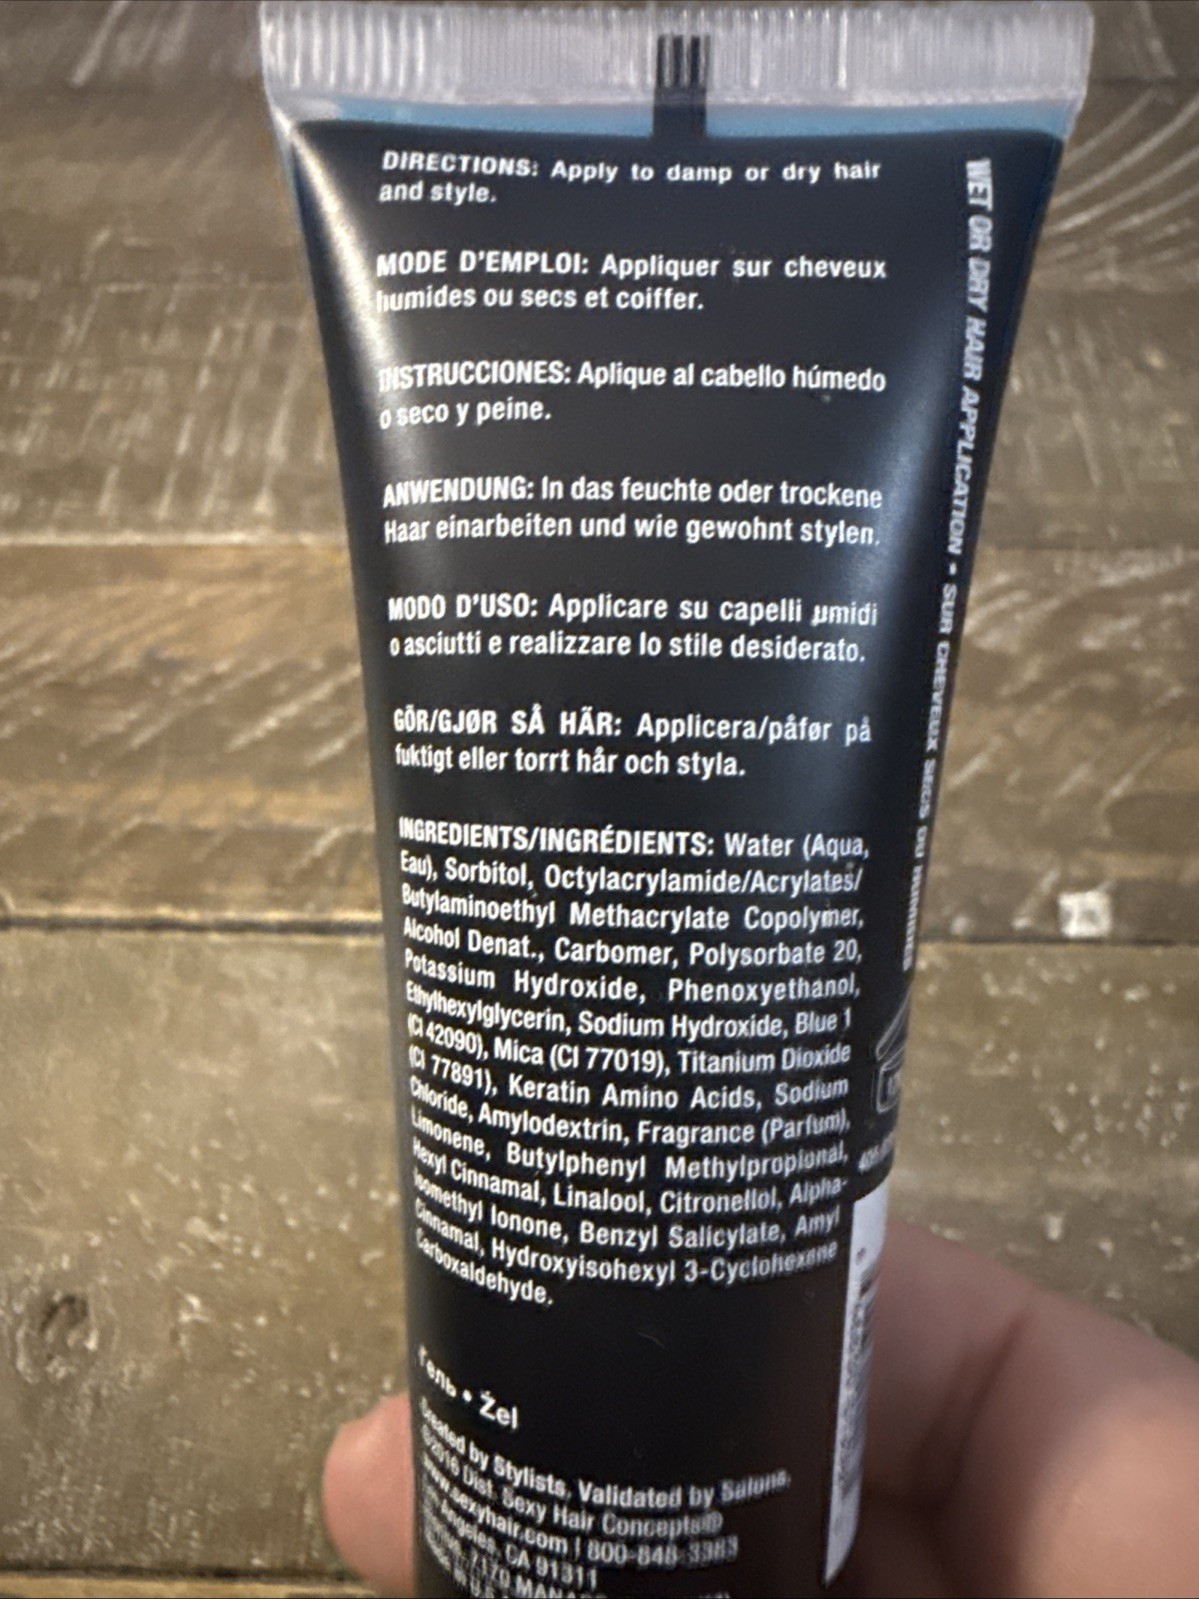 DIRECTIONS: Apply to damp or dry hair
and style.
MODE D'EMPLOI: Appliquer sur cheveux
humides ou secs et coiffer.
INSTRUCCIONES: Aplique al cabello húmedo
o seco y peine.
ANWENDUNG: In das feuchte oder trockene
Haar einarbeiten und wie gewohnt stylen.
MODO D'USO: Applicare su capelli umidi
o asciutti e realizzare lo stile desiderato.
GÖR/GJØR SÅ HÄR: Applicera/påfør på
fuktigt eller torrt hår och styla.
INGREDIENTS/INGRÉDIENTS: Water (Aqua,
Eau), Sorbitol, Octylacrylamide/Acrylates/
Butylaminoethyl Methacrylate Copolymer,
Alcohol Denat., Carbomer, Polysorbate 20,
Potassium Hydroxide, Phenoxyethanol,
Ethylhexylglycerin, Sodium Hydroxide, Blue 1
(CI 42090), Mica (CI 77019), Titanium Dioxide
(CI 77891), Keratin Amino Acids, Sodium
Chloride, Amylodextrin, Fragrance (Parfum),
Limonene, Butylphenyl Methylpropional,
Hexyl Cinnamal, Linalool, Citronellol, Alpha-
Isomethyl Ionone, Benzyl Salicylate, Amyl
Cinnamal, Hydroxyisohexyl 3-Cyclohexene
Carboxaldehyde.
Гель • Żel
Created by Stylists, Validated by Salons.
©2016 Dist. Sexy Hair Concepts®
www.sexyhair.com | 800-848-3383
Angeles, CA 91311
WET OR DRY HAIR APPLICATION - SUR CHEVEUX SECS OU HUMIDES